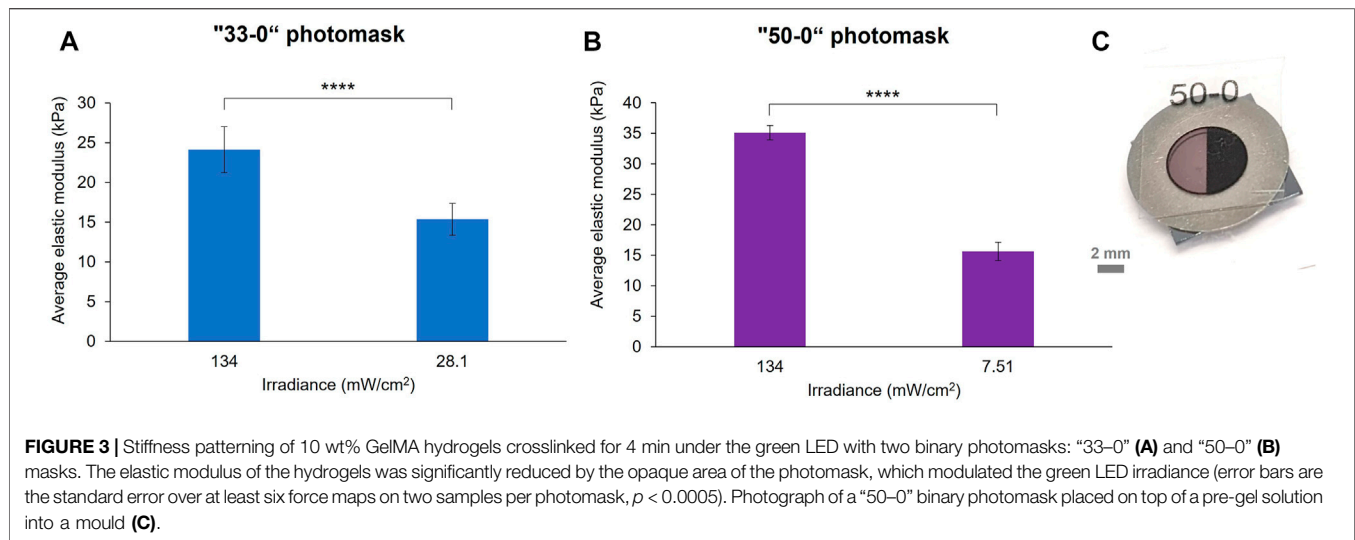 A
"33-0“ photomask
****
Average elastic modulus (kPa)
30
25
20
15
10
5
0
134
28.1
Irradiance (mW/cm²)
B
"50-0“ photomask
****
Average elastic modulus (kPa)
40
35
30
25
20
15
10
5
0
134
7.51
Irradiance (mW/cm²)
C
50-0
2 mm
FIGURE 3 | Stiffness patterning of 10 wt% GelMA hydrogels crosslinked for 4 min under the green LED with two binary photomasks: “33–0” (A) and “50–0” (B)
masks. The elastic modulus of the hydrogels was significantly reduced by the opaque area of the photomask, which modulated the green LED irradiance (error bars are
the standard error over at least six force maps on two samples per photomask, p < 0.0005). Photograph of a “50–0” binary photomask placed on top of a pre-gel solution
into a mould (C).